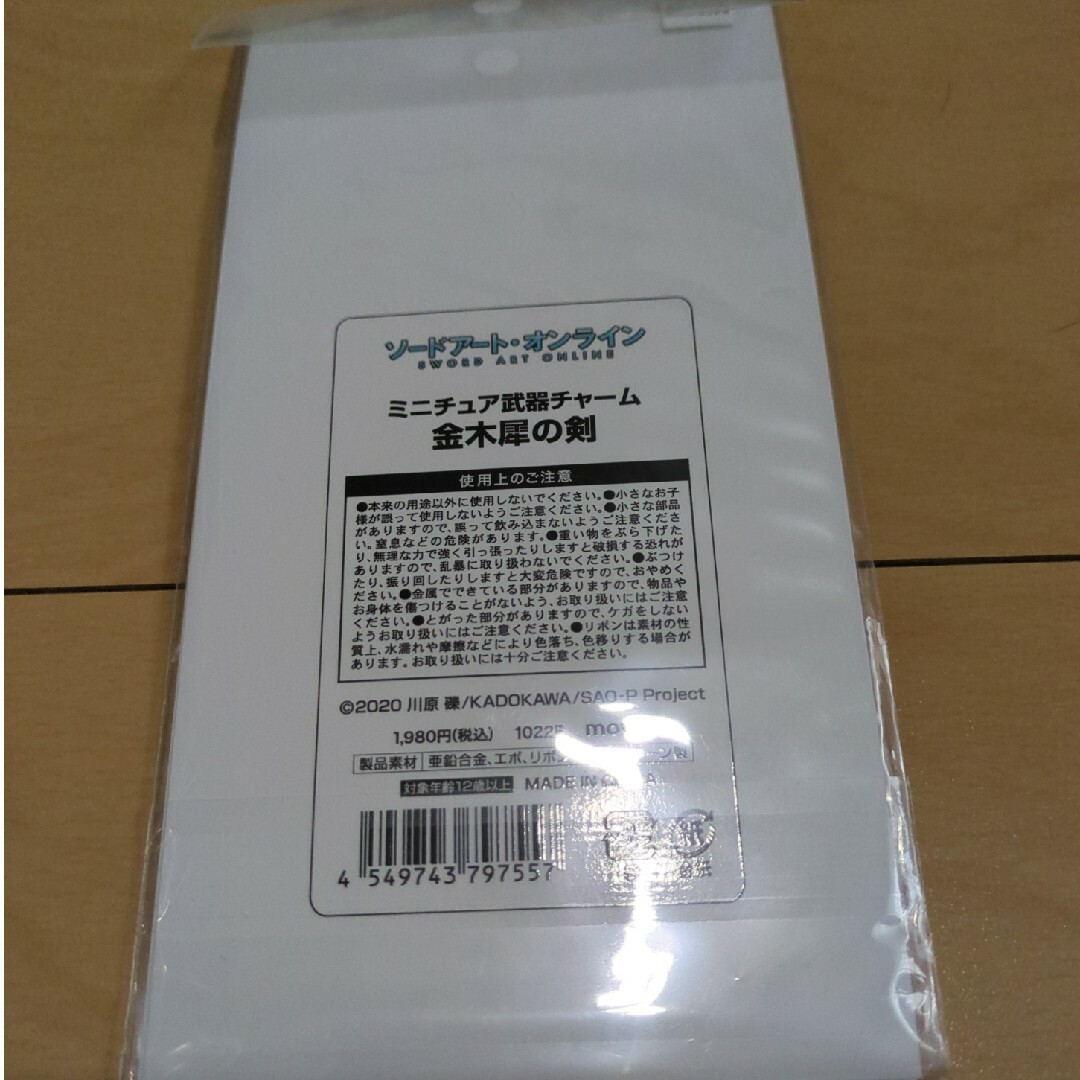 ソードアート・オンライン
SWORD ART ONLINE
ミニチュア武器チャーム
金木犀の剣
使用上のご注意
●本来の用途以外に使用しないでください。●小さなお子
様が誤って使用しないようご注意ください。●小さな部品
がありますので、誤って飲み込まないようご注意くださ
い。窒息などの危険があります。●重い物をぶら下げた
り、無理な力で強く引っ張ったりしますと破損する恐れが
ありますので、乱暴に取り扱わないでください。●ぶつけ
たり、振り回したりしますと大変危険ですので、おやめく
ださい。●金属でできている部分がありますので、物品や
お身体を傷つけることがないよう、お取り扱いにはご注意
ください。●とがった部分がありますので、ケガをしない
ようお取り扱いにはご注意ください。●リボンは素材の性
質上、水濡れや摩擦などにより色落ち、色移りする場合が
あります。お取り扱いには十分ご注意ください。
©2020 川原 礫/KADOKAWA/SAO-P Project
1,980円(税込)
製品素材 亜鉛合金、エポ、リボン
対象年齢12歳以上 MADE IN
4 549743 797557
紙